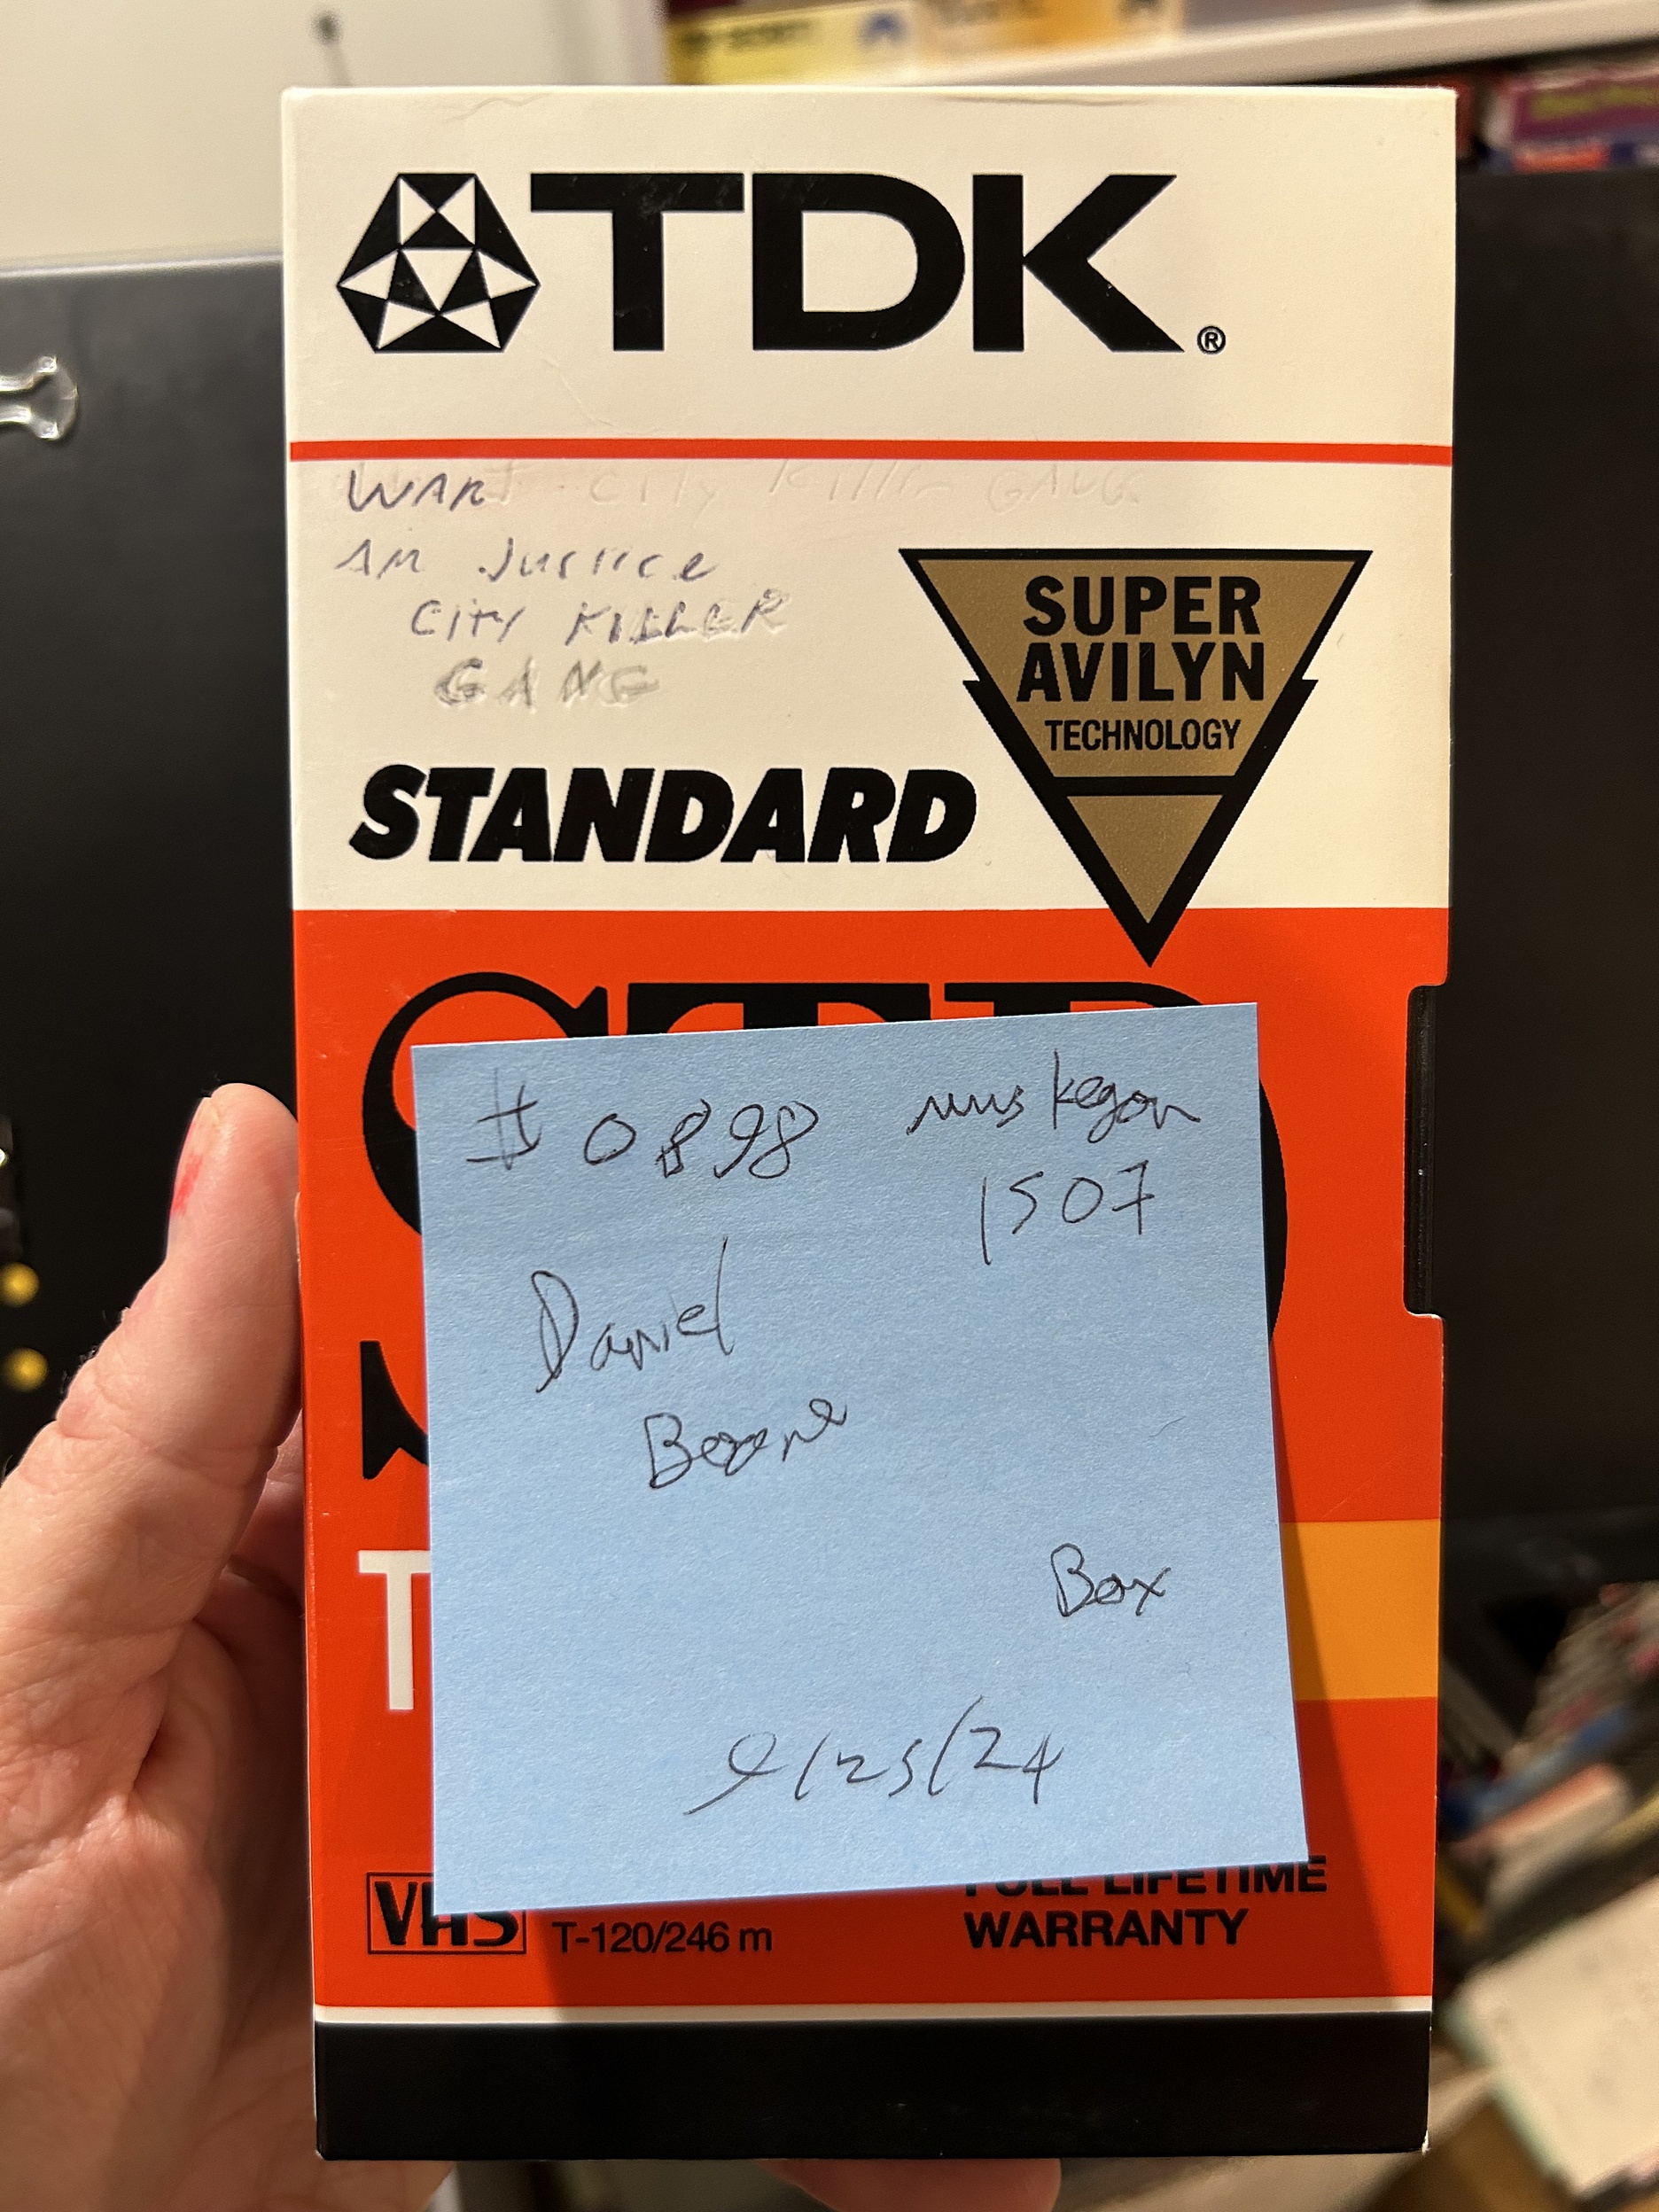 TDK®
WAR City Killer GANG
AM Justice
City KILLER
GANG
SUPER
AVILYN
TECHNOLOGY
STANDARD
#0898 muskegon
1507
Daniel
Boone
Box
9/25/24
VHS T-120/246 m
FULL LIFETIME
WARRANTY